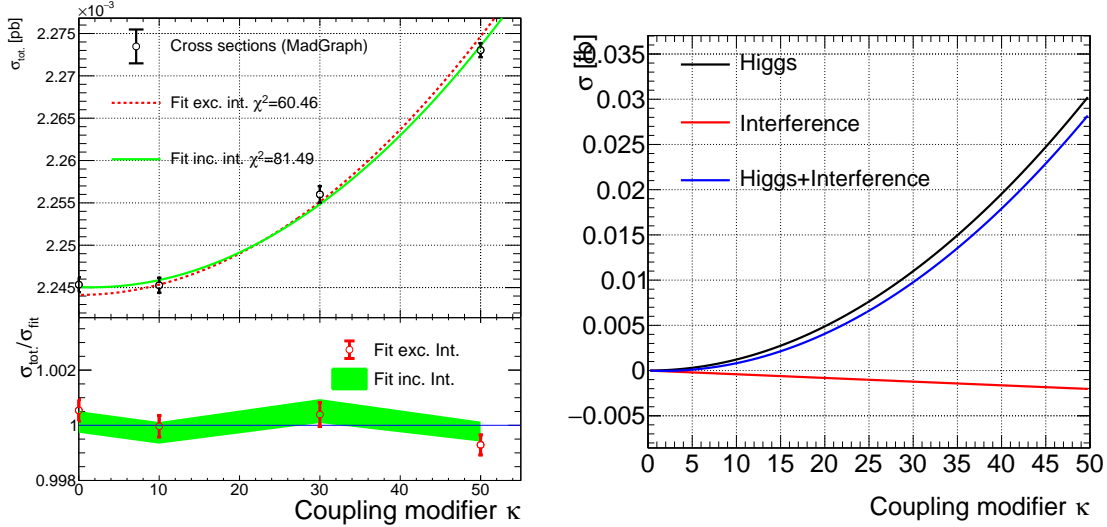 ×10⁻³
σtot. [pb]
2.275
2.27
2.265
2.26
2.255
2.25
2.245
Cross sections (MadGraph)
Fit exc. int. χ²=60.46
Fit inc. int. χ²=81.49
σtot./σfit
1.002
1
0.998
Fit exc. Int.
Fit inc. Int.
0 10 20 30 40 50
Coupling modifier κ
σ [fb]
0.035
0.03
0.025
0.02
0.015
0.01
0.005
0
−0.005
Higgs
Interference
Higgs+Interference
0 5 10 15 20 25 30 35 40 45 50
Coupling modifier κ